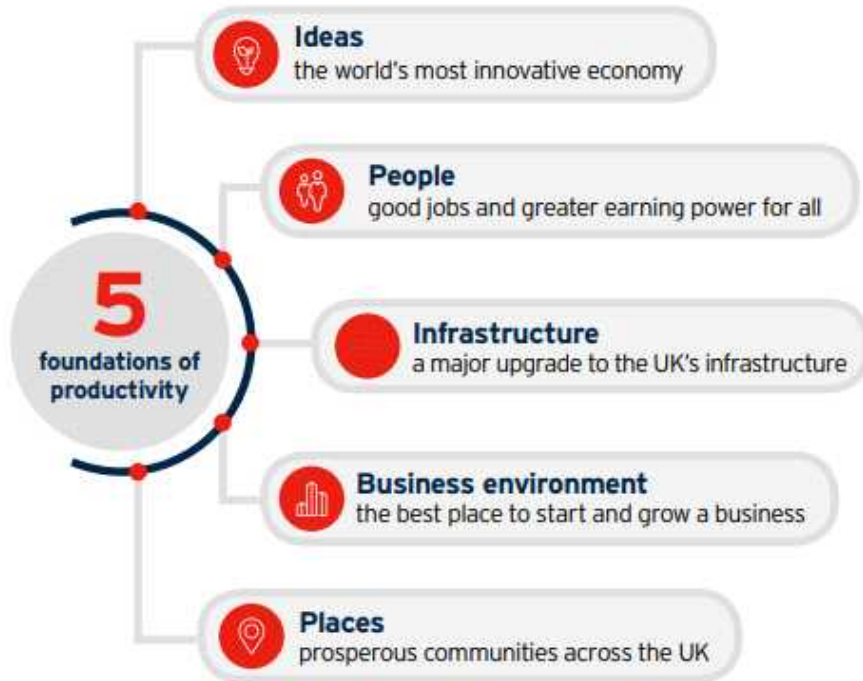 Ideas
the world's most innovative economy
People
good jobs and greater earning power for all
5
foundations of
productivity
Infrastructure
a major upgrade to the UK's infrastructure
Business environment
the best place to start and grow a business
Places
prosperous communities across the UK